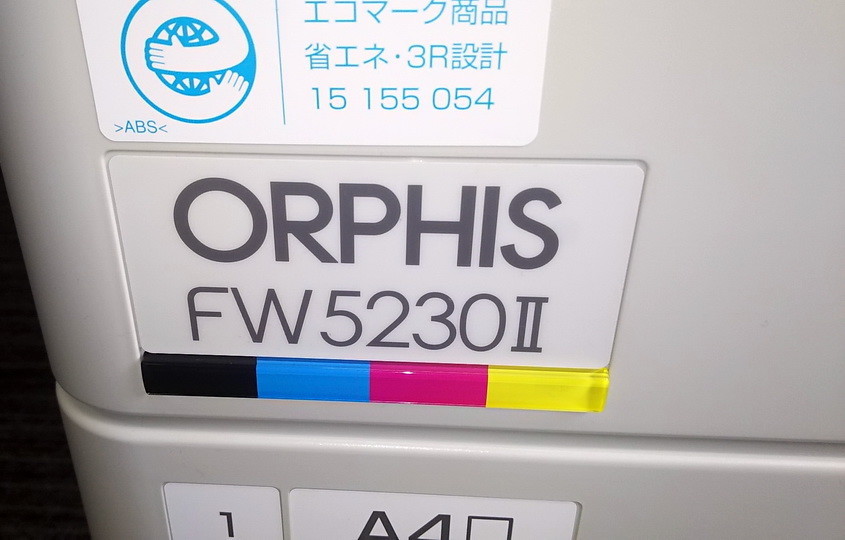 エコマーク商品
省エネ・3R設計
15 155 054
>ABS<
ORPHIS
FW5230Ⅱ
1
A4□